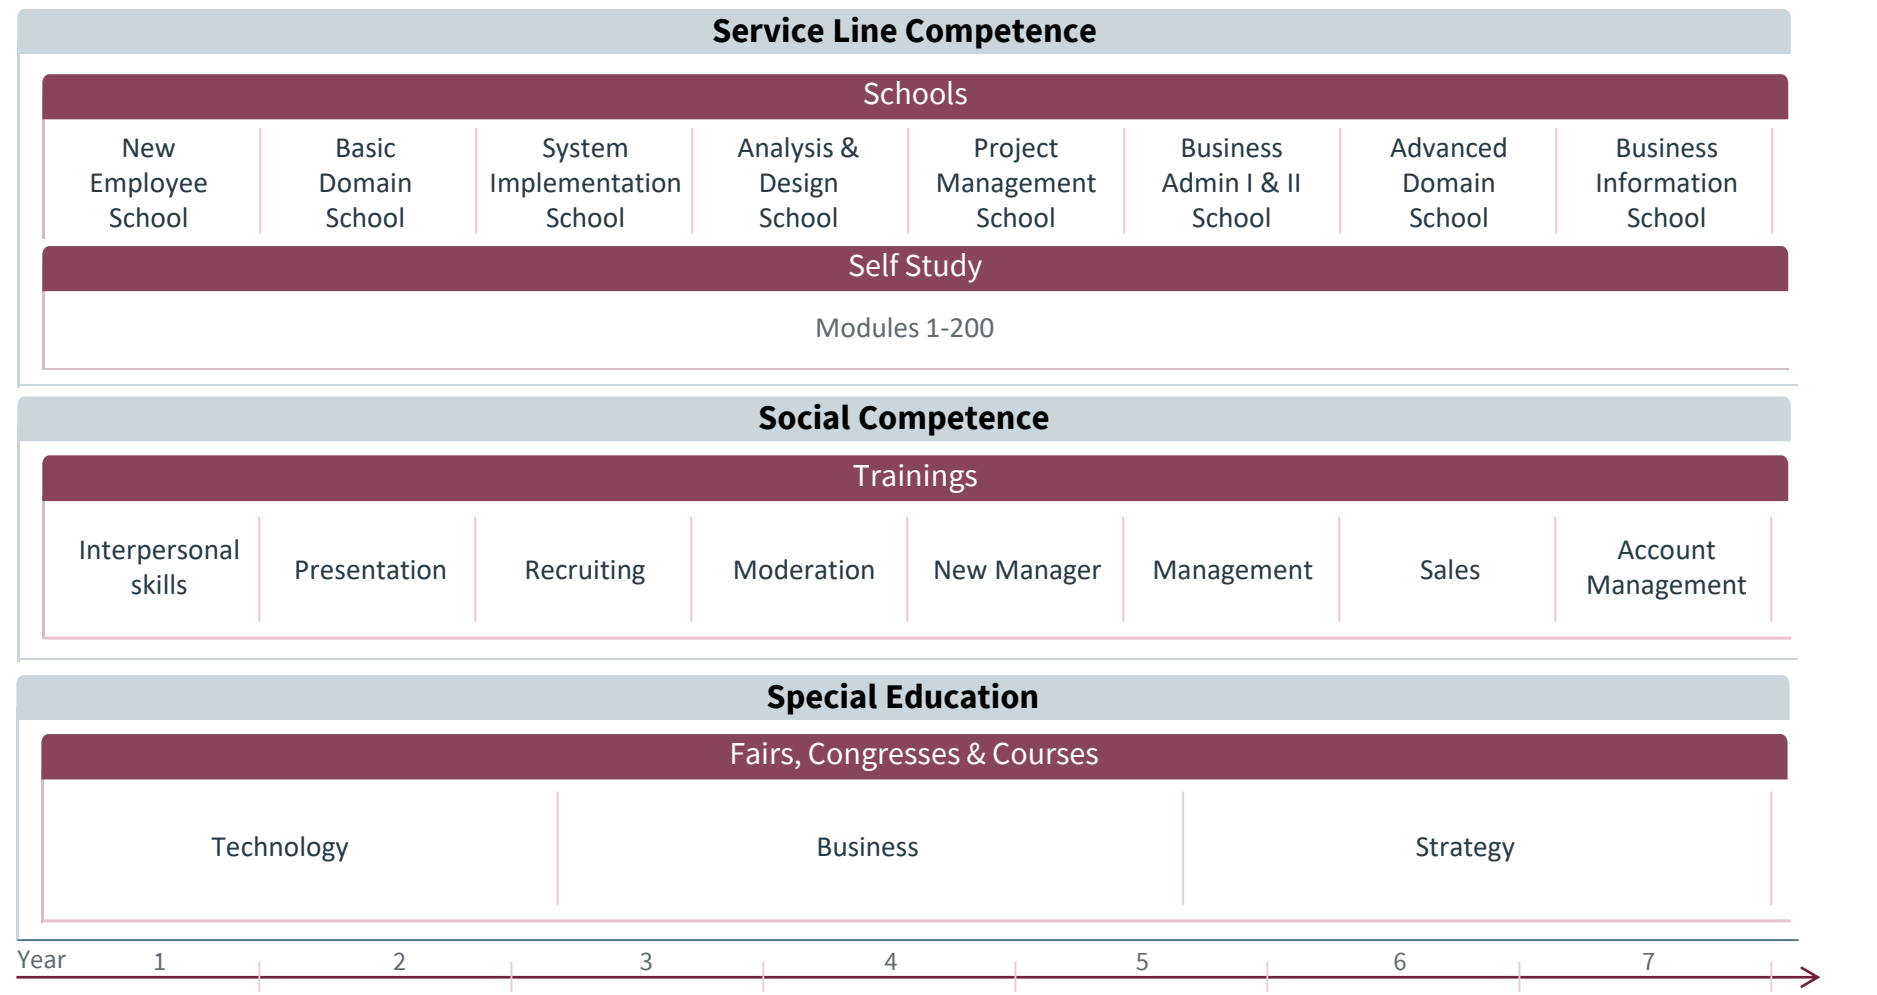 Service Line Competence
Schools
New
Employee
School
Basic
Domain
School
System
Implementation
School
Analysis &
Design
School
Project
Management
School
Business
Admin I & II
School
Advanced
Domain
School
Business
Information
School
Self Study
Modules 1-200
Social Competence
Trainings
Interpersonal
skills
Presentation
Recruiting
Moderation
New Manager
Management
Sales
Account
Management
Special Education
Fairs, Congresses & Courses
Technology
Business
Strategy
Year 1 2 3 4 5 6 7